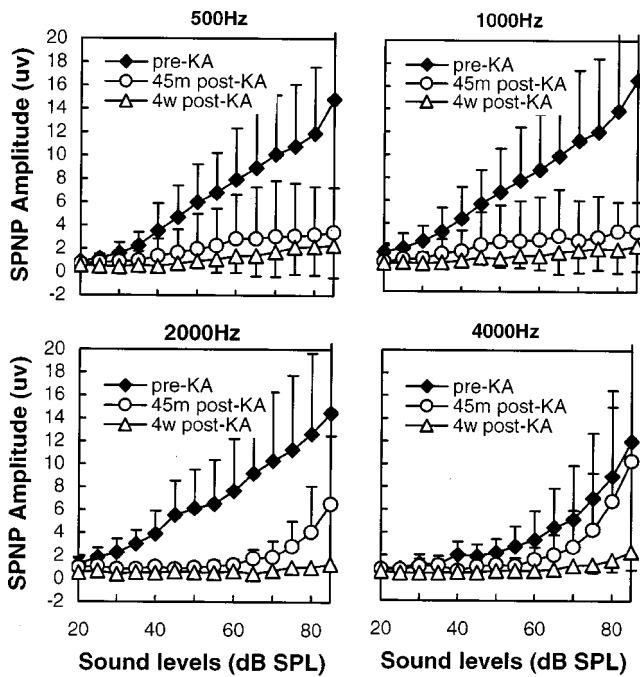 500Hz
1000Hz
SPNP Amplitude (uv)
20
18
16
14
12
10
8
6
4
2
0
-2
pre-KA
45m post-KA
4w post-KA
pre-KA
45m post-KA
4w post-KA
2000Hz
4000Hz
SPNP Amplitude (uv)
20
18
16
14
12
10
8
6
4
2
0
-2
pre-KA
45m post-KA
4w post-KA
pre-KA
45m post-KA
4w post-KA
20 40 60 80
20 40 60 80
Sound levels (dB SPL)
Sound levels (dB SPL)